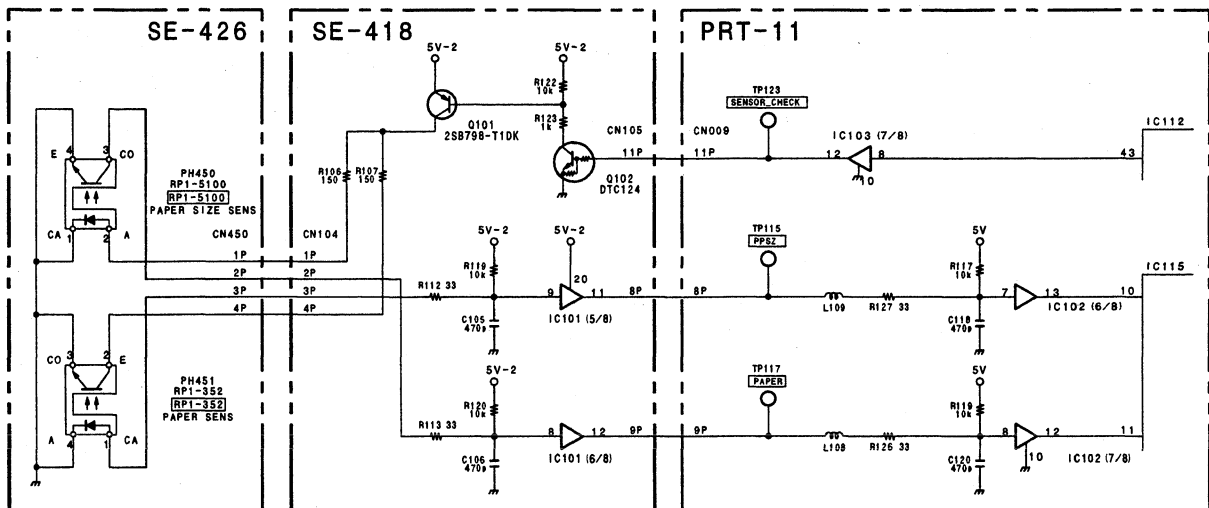 SE-426
SE-418
PRT-11
5V-2
5V-2
R122
10k
R123
1k
Q101
2SB798-T1DK
CN105
11P
Q102
DTC124
CN009
11P
TP123
SENSOR_CHECK
IC103 (7/8)
12
8
10
43
IC112
E
4
3
CO
PH450
RP1-5100
RP1-5100
PAPER SIZE SENS
CA
1
2
A
R106
150
R107
150
CN450
CN104
1P
1P
2P
2P
3P
3P
4P
4P
R112 33
5V-2
R119
10k
C105
470p
5V-2
20
9
11
IC101 (5/8)
8P
8P
TP115
PPSZ
L109
R127 33
5V
R117
10k
C118
470p
7
13
IC102 (6/8)
10
IC115
CO
3
2
E
PH451
RP1-352
RP1-352
PAPER SENS
A
4
1
CA
R113 33
5V-2
R120
10k
C106
470p
8
12
IC101 (6/8)
9P
9P
TP117
PAPER
L108
R126 33
5V
R119
10k
C120
470p
8
12
10
IC102 (7/8)
11